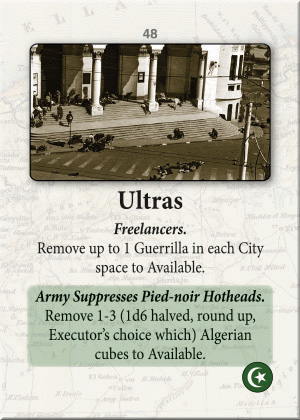 48
Ultras
Freelancers.
Remove up to 1 Guerrilla in each City
space to Available.
Army Suppresses Pied-noir Hotheads.
Remove 1-3 (1d6 halved, round up,
Executor's choice which) Algerian
cubes to Available.